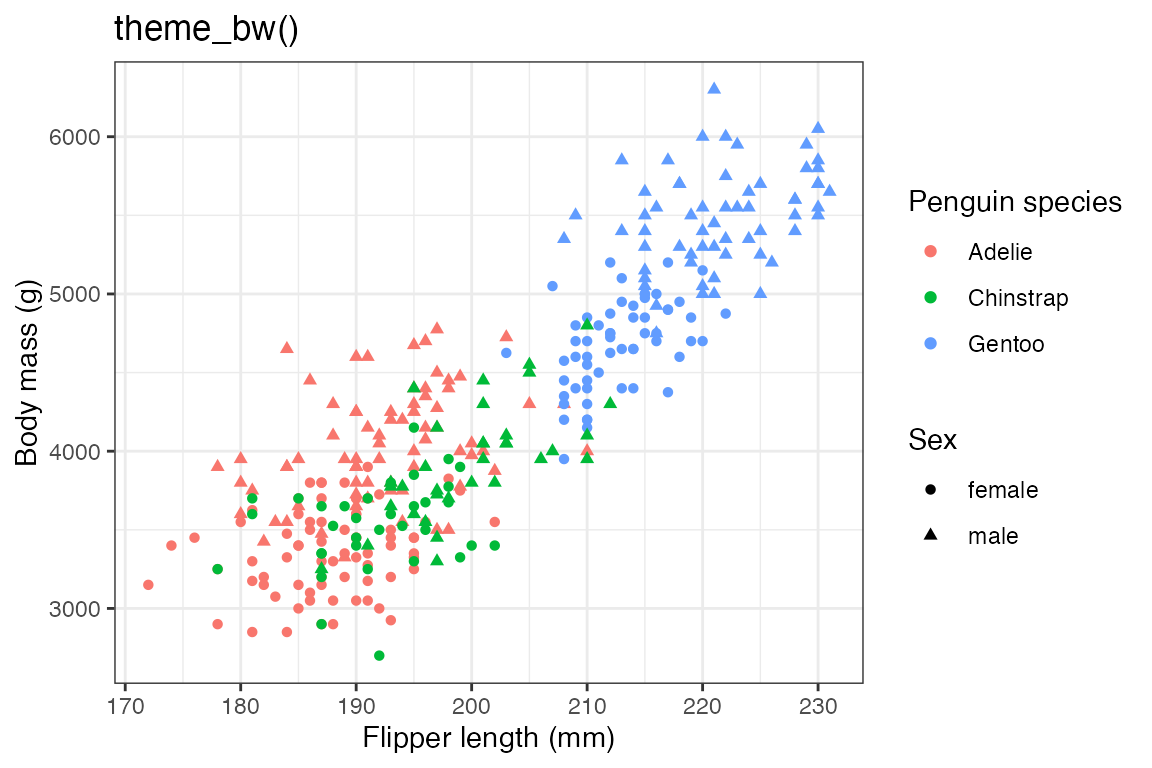 theme_bw()
Body mass (g)
6000
5000
4000
3000
170 180 190 200 210 220 230
Flipper length (mm)
Penguin species
Adelie
Chinstrap
Gentoo
Sex
female
male